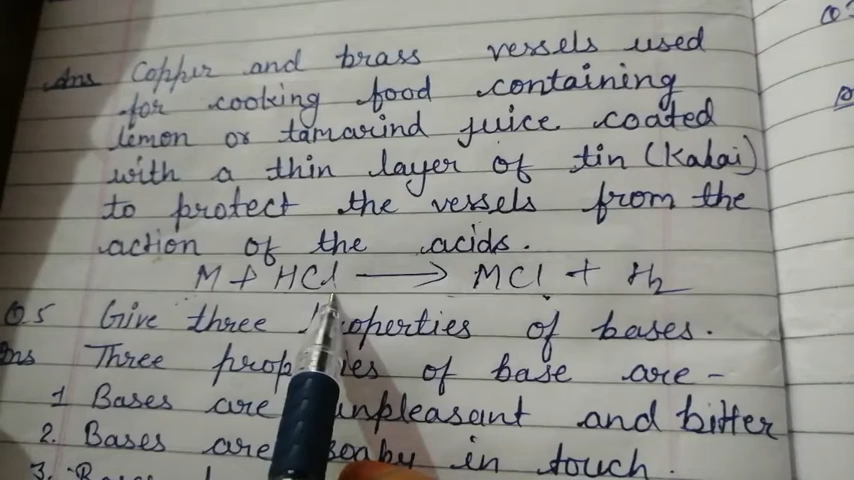 Ans Copper and brass vessels used
for cooking food containing
lemon or tamarind juice coated
with a thin layer of tin (Kalai)
to protect the vessels from the
action of the acids.
M + HCl ⟶ MCl + H₂
Q.5 Give three properties of bases.
Ans Three of base are -
1 Bases are unpleasant and bitter
2. Bases are in touch.
3.